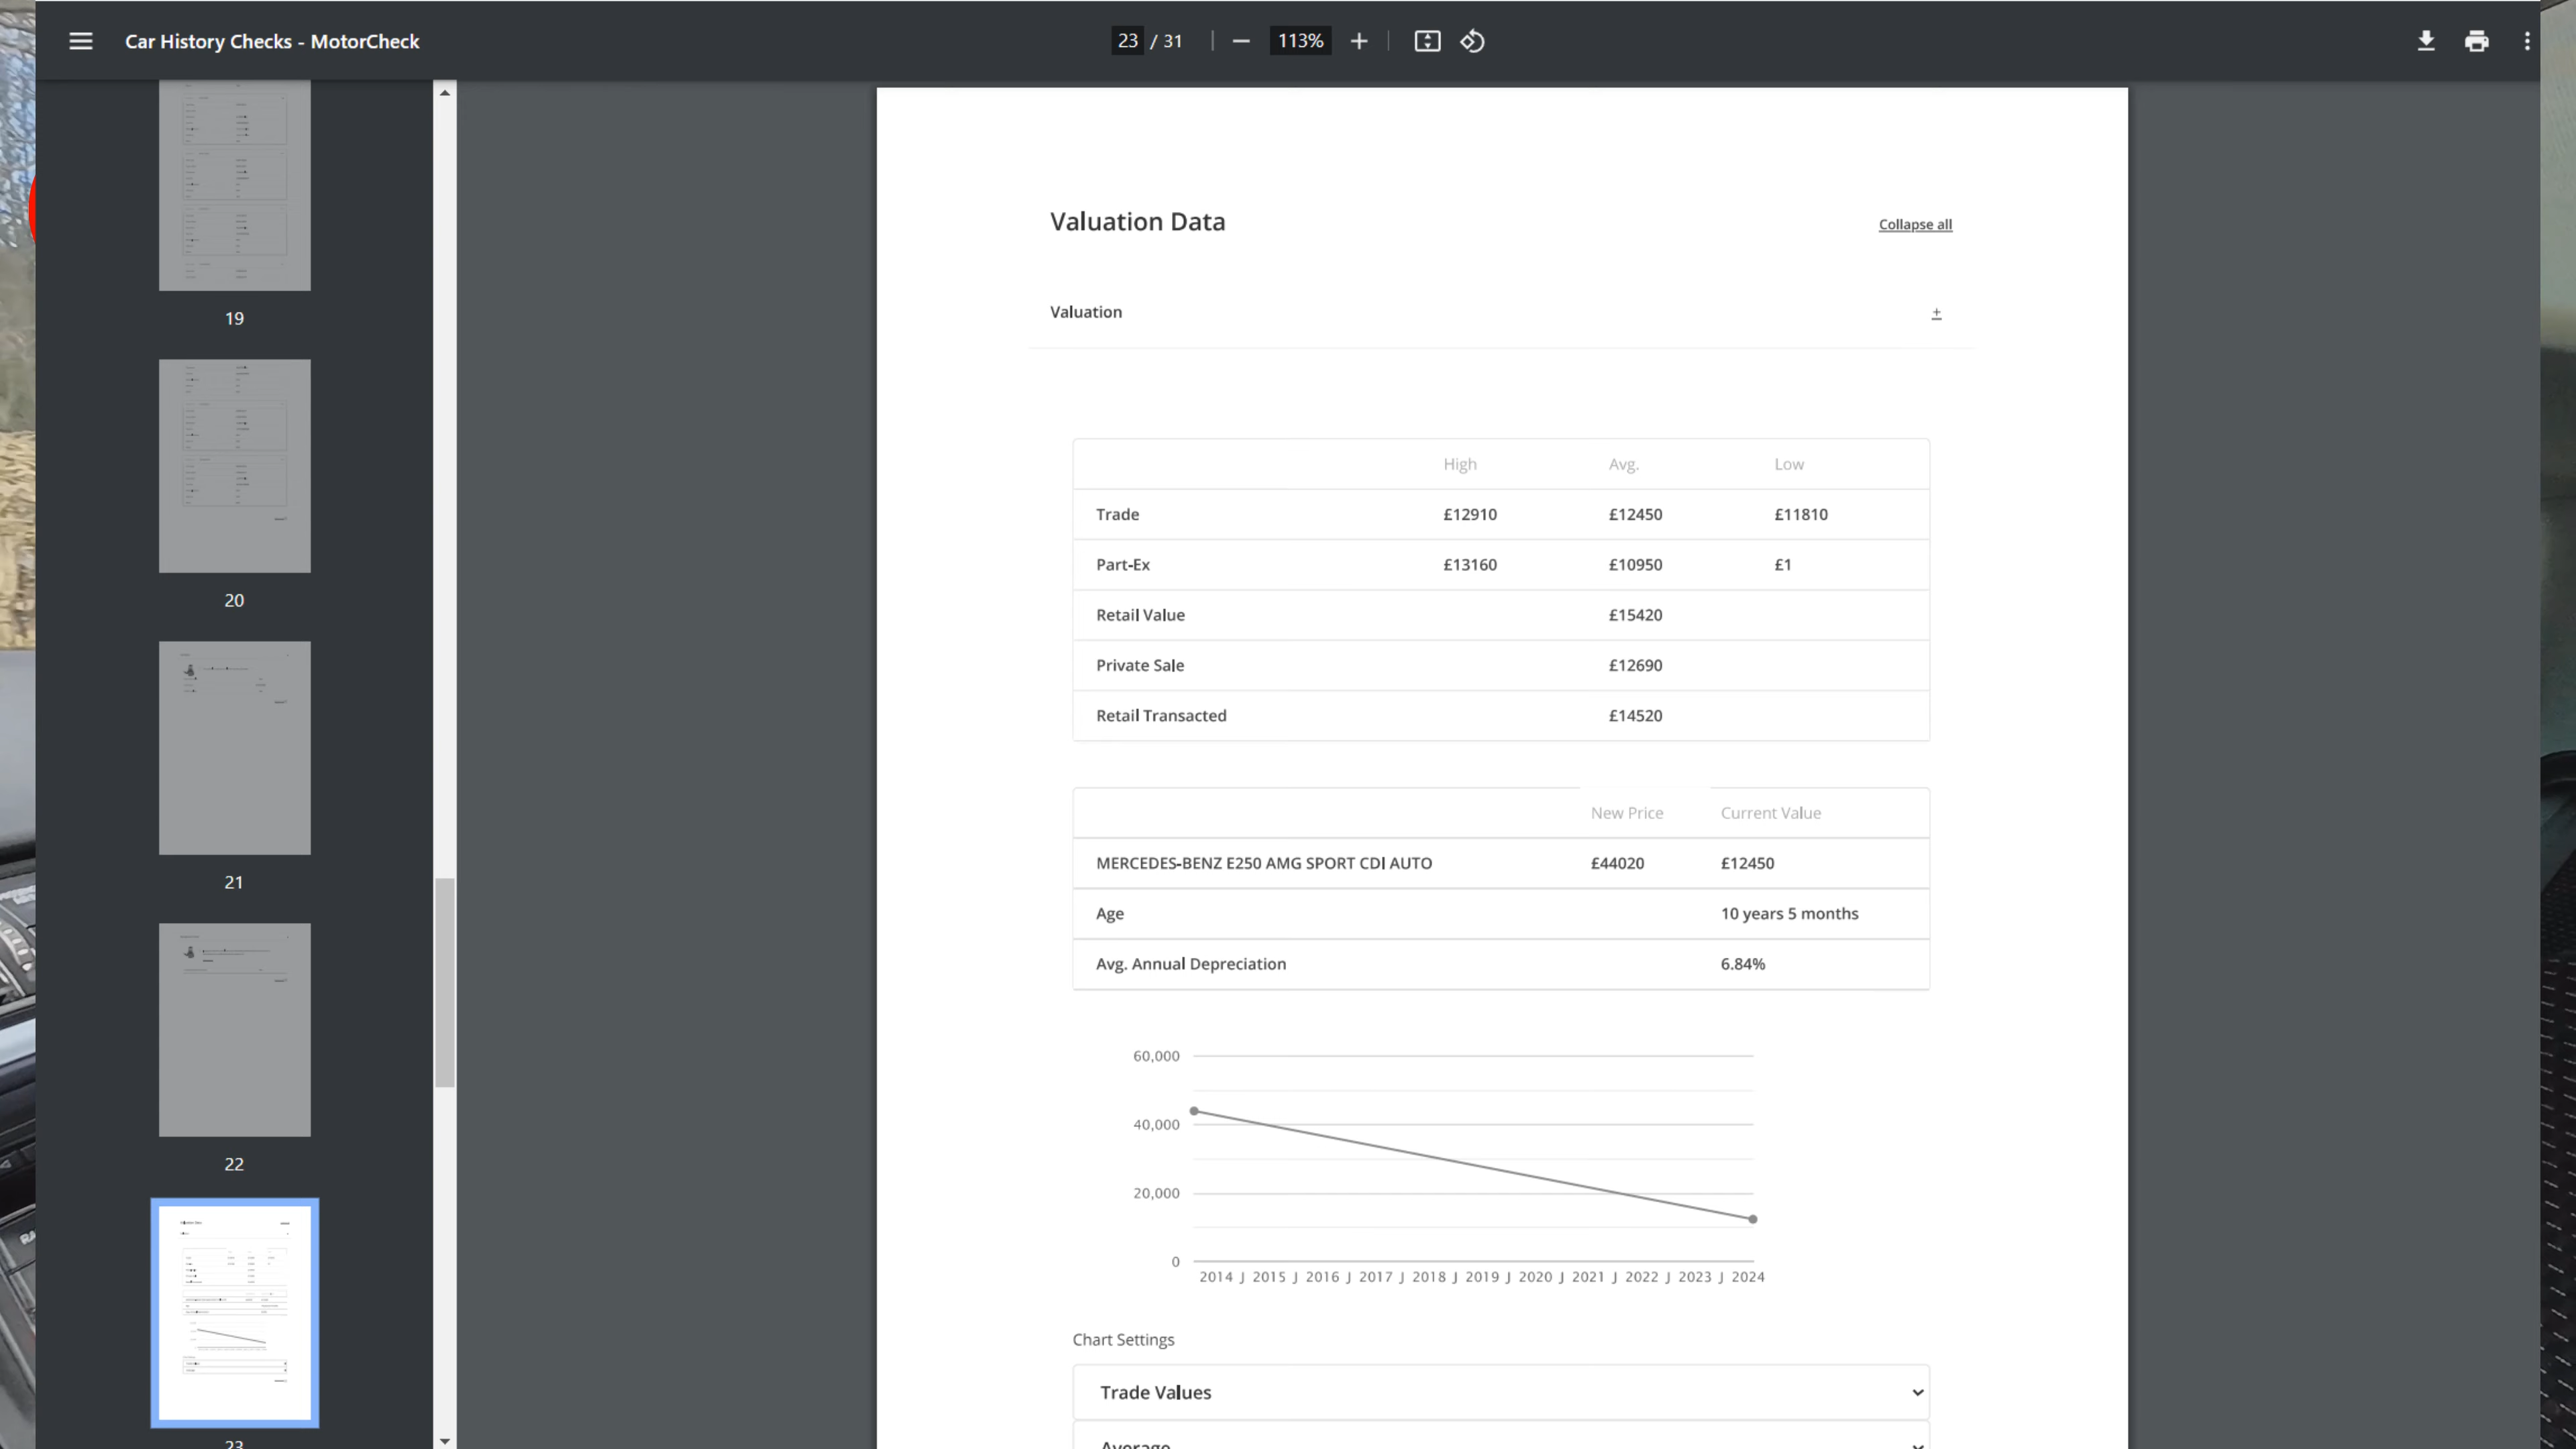 Car History Checks - MotorCheck
23 / 31
113%
19
20
21
22
23
Valuation Data
Collapse all
Valuation
+
High Avg. Low
Trade £12910 £12450 £11810
Part-Ex £13160 £10950 £1
Retail Value £15420
Private Sale £12690
Retail Transacted £14520
New Price Current Value
MERCEDES-BENZ E250 AMG SPORT CDI AUTO £44020 £12450
Age 10 years 5 months
Avg. Annual Depreciation 6.84%
60,000
40,000
20,000
0
2014 J 2015 J 2016 J 2017 J 2018 J 2019 J 2020 J 2021 J 2022 J 2023 J 2024
Chart Settings
Trade Values
Average